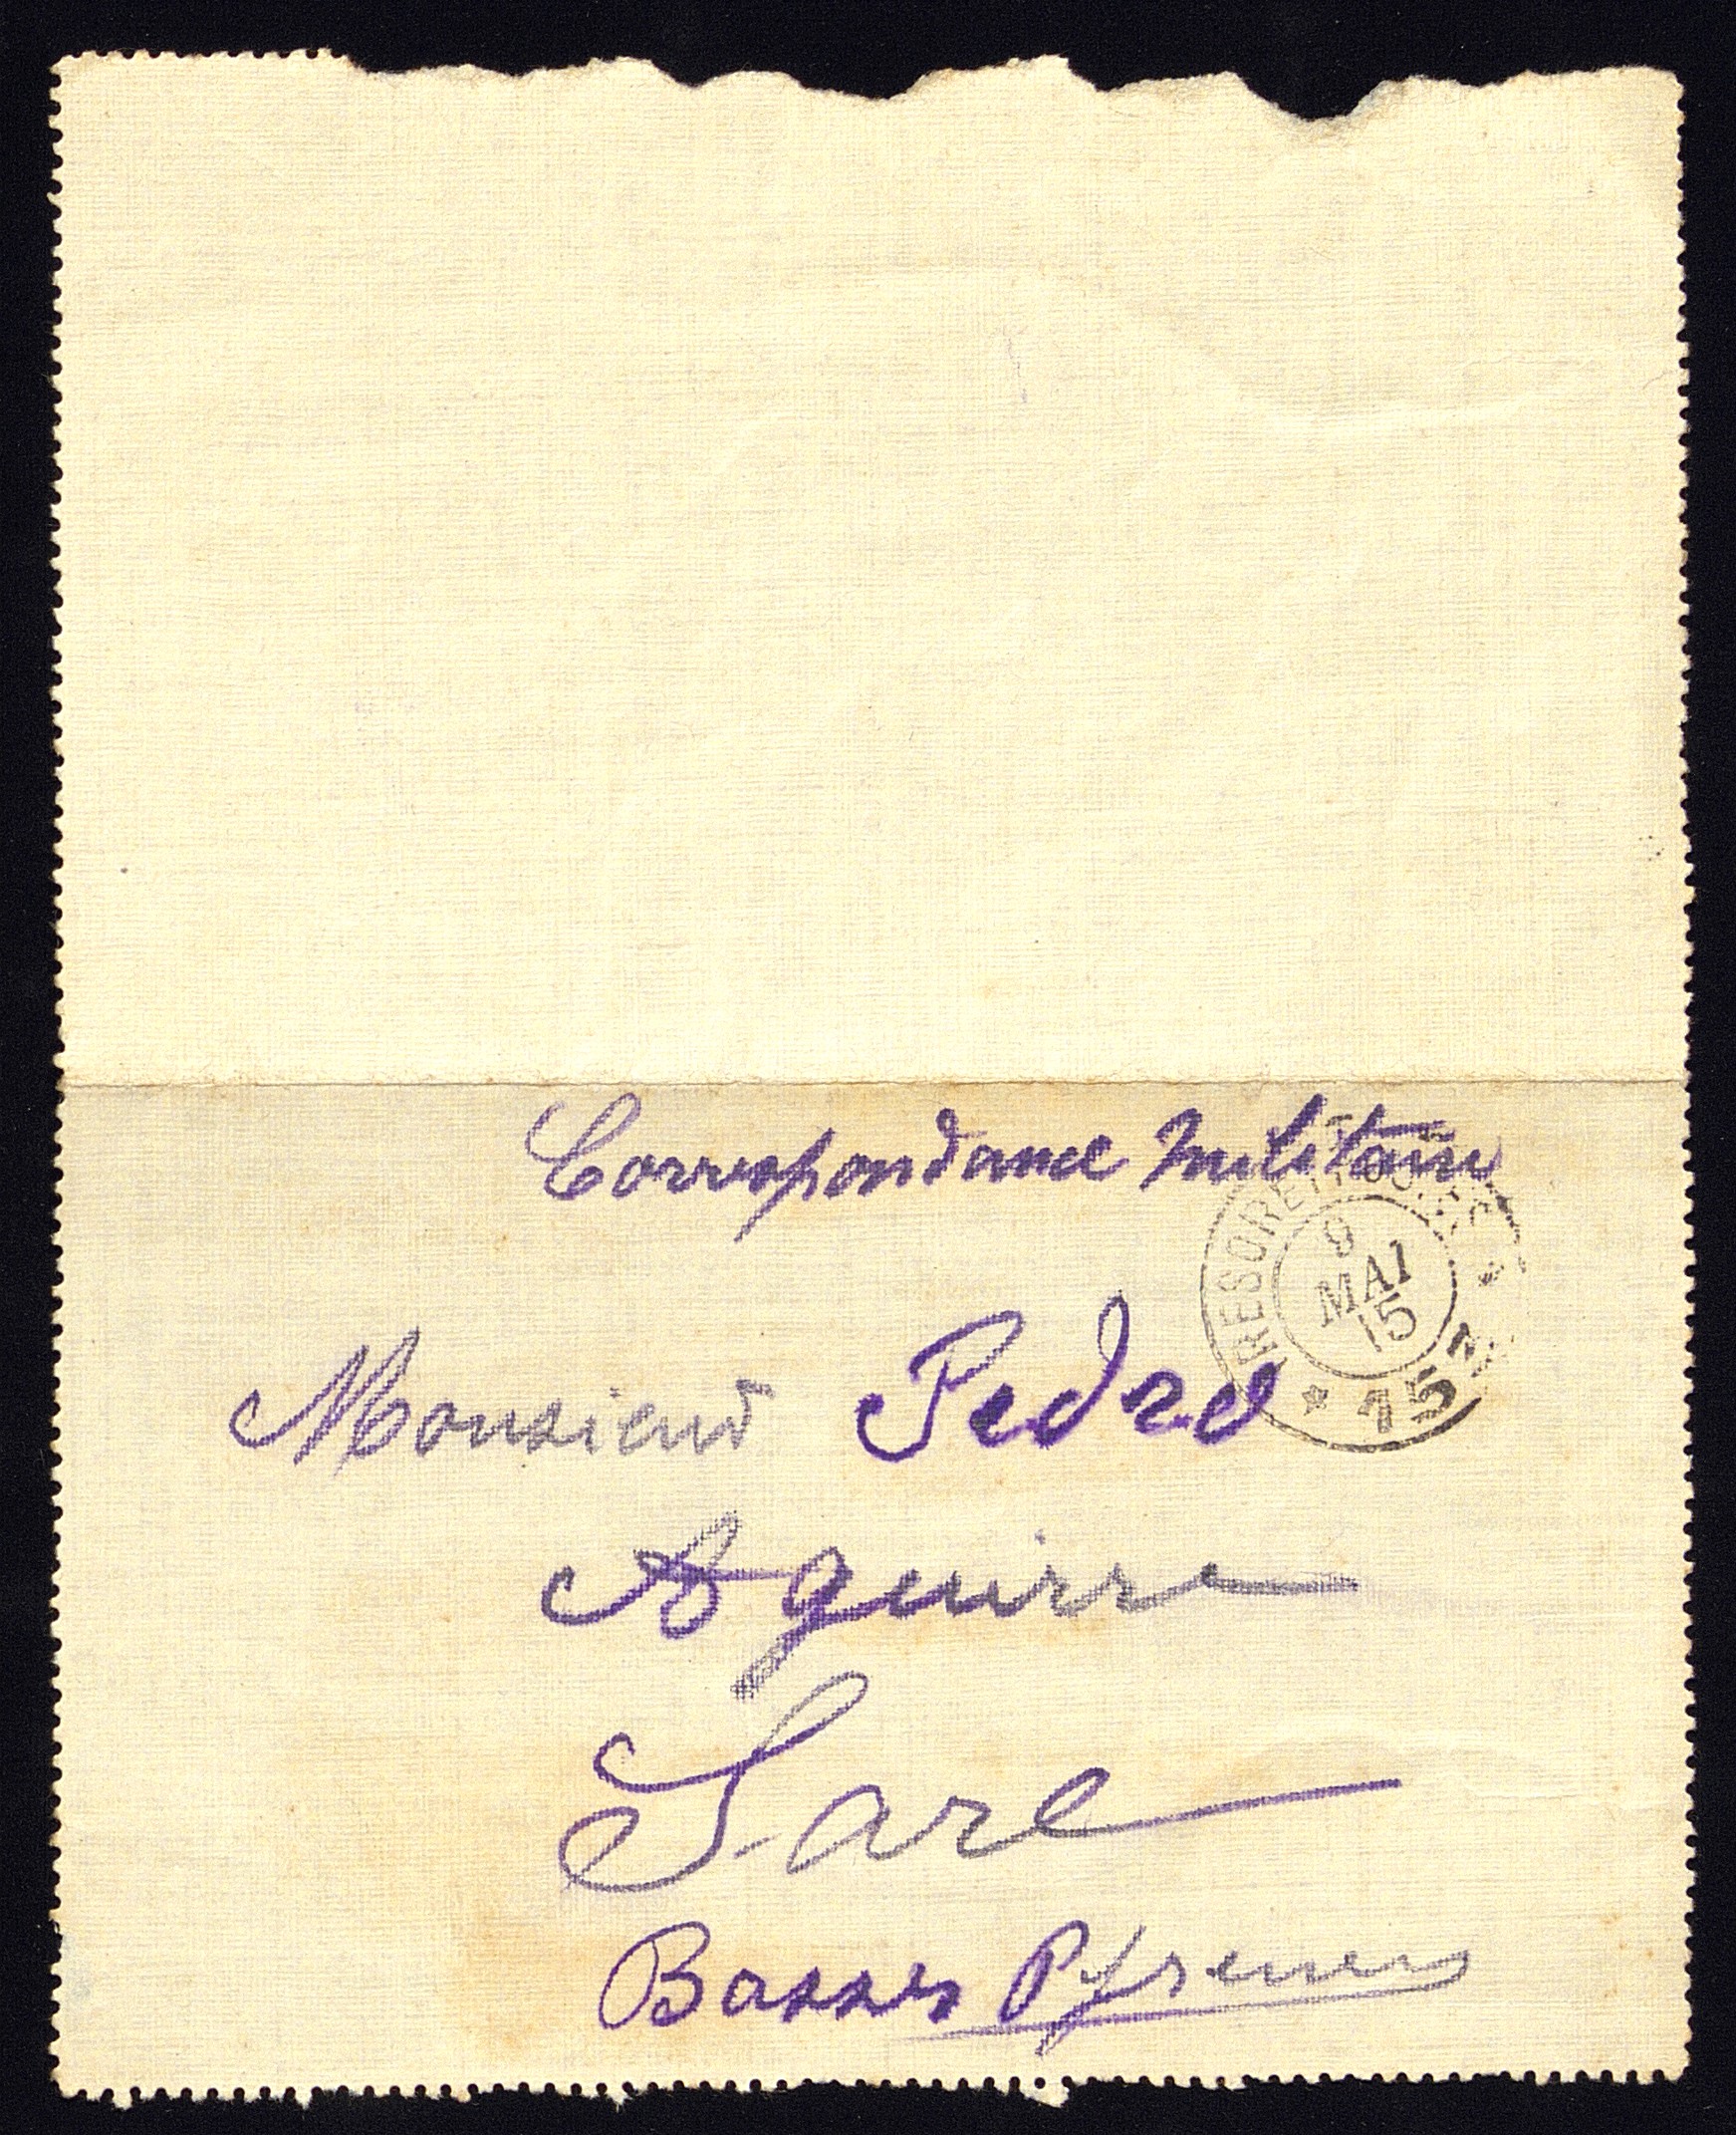 Correspondance Militaire
TRESOR ET POSTES
9
MAI
15
* 153 *
Monsieur Pedro
Aguirre
Sare
Basses Pyrenees